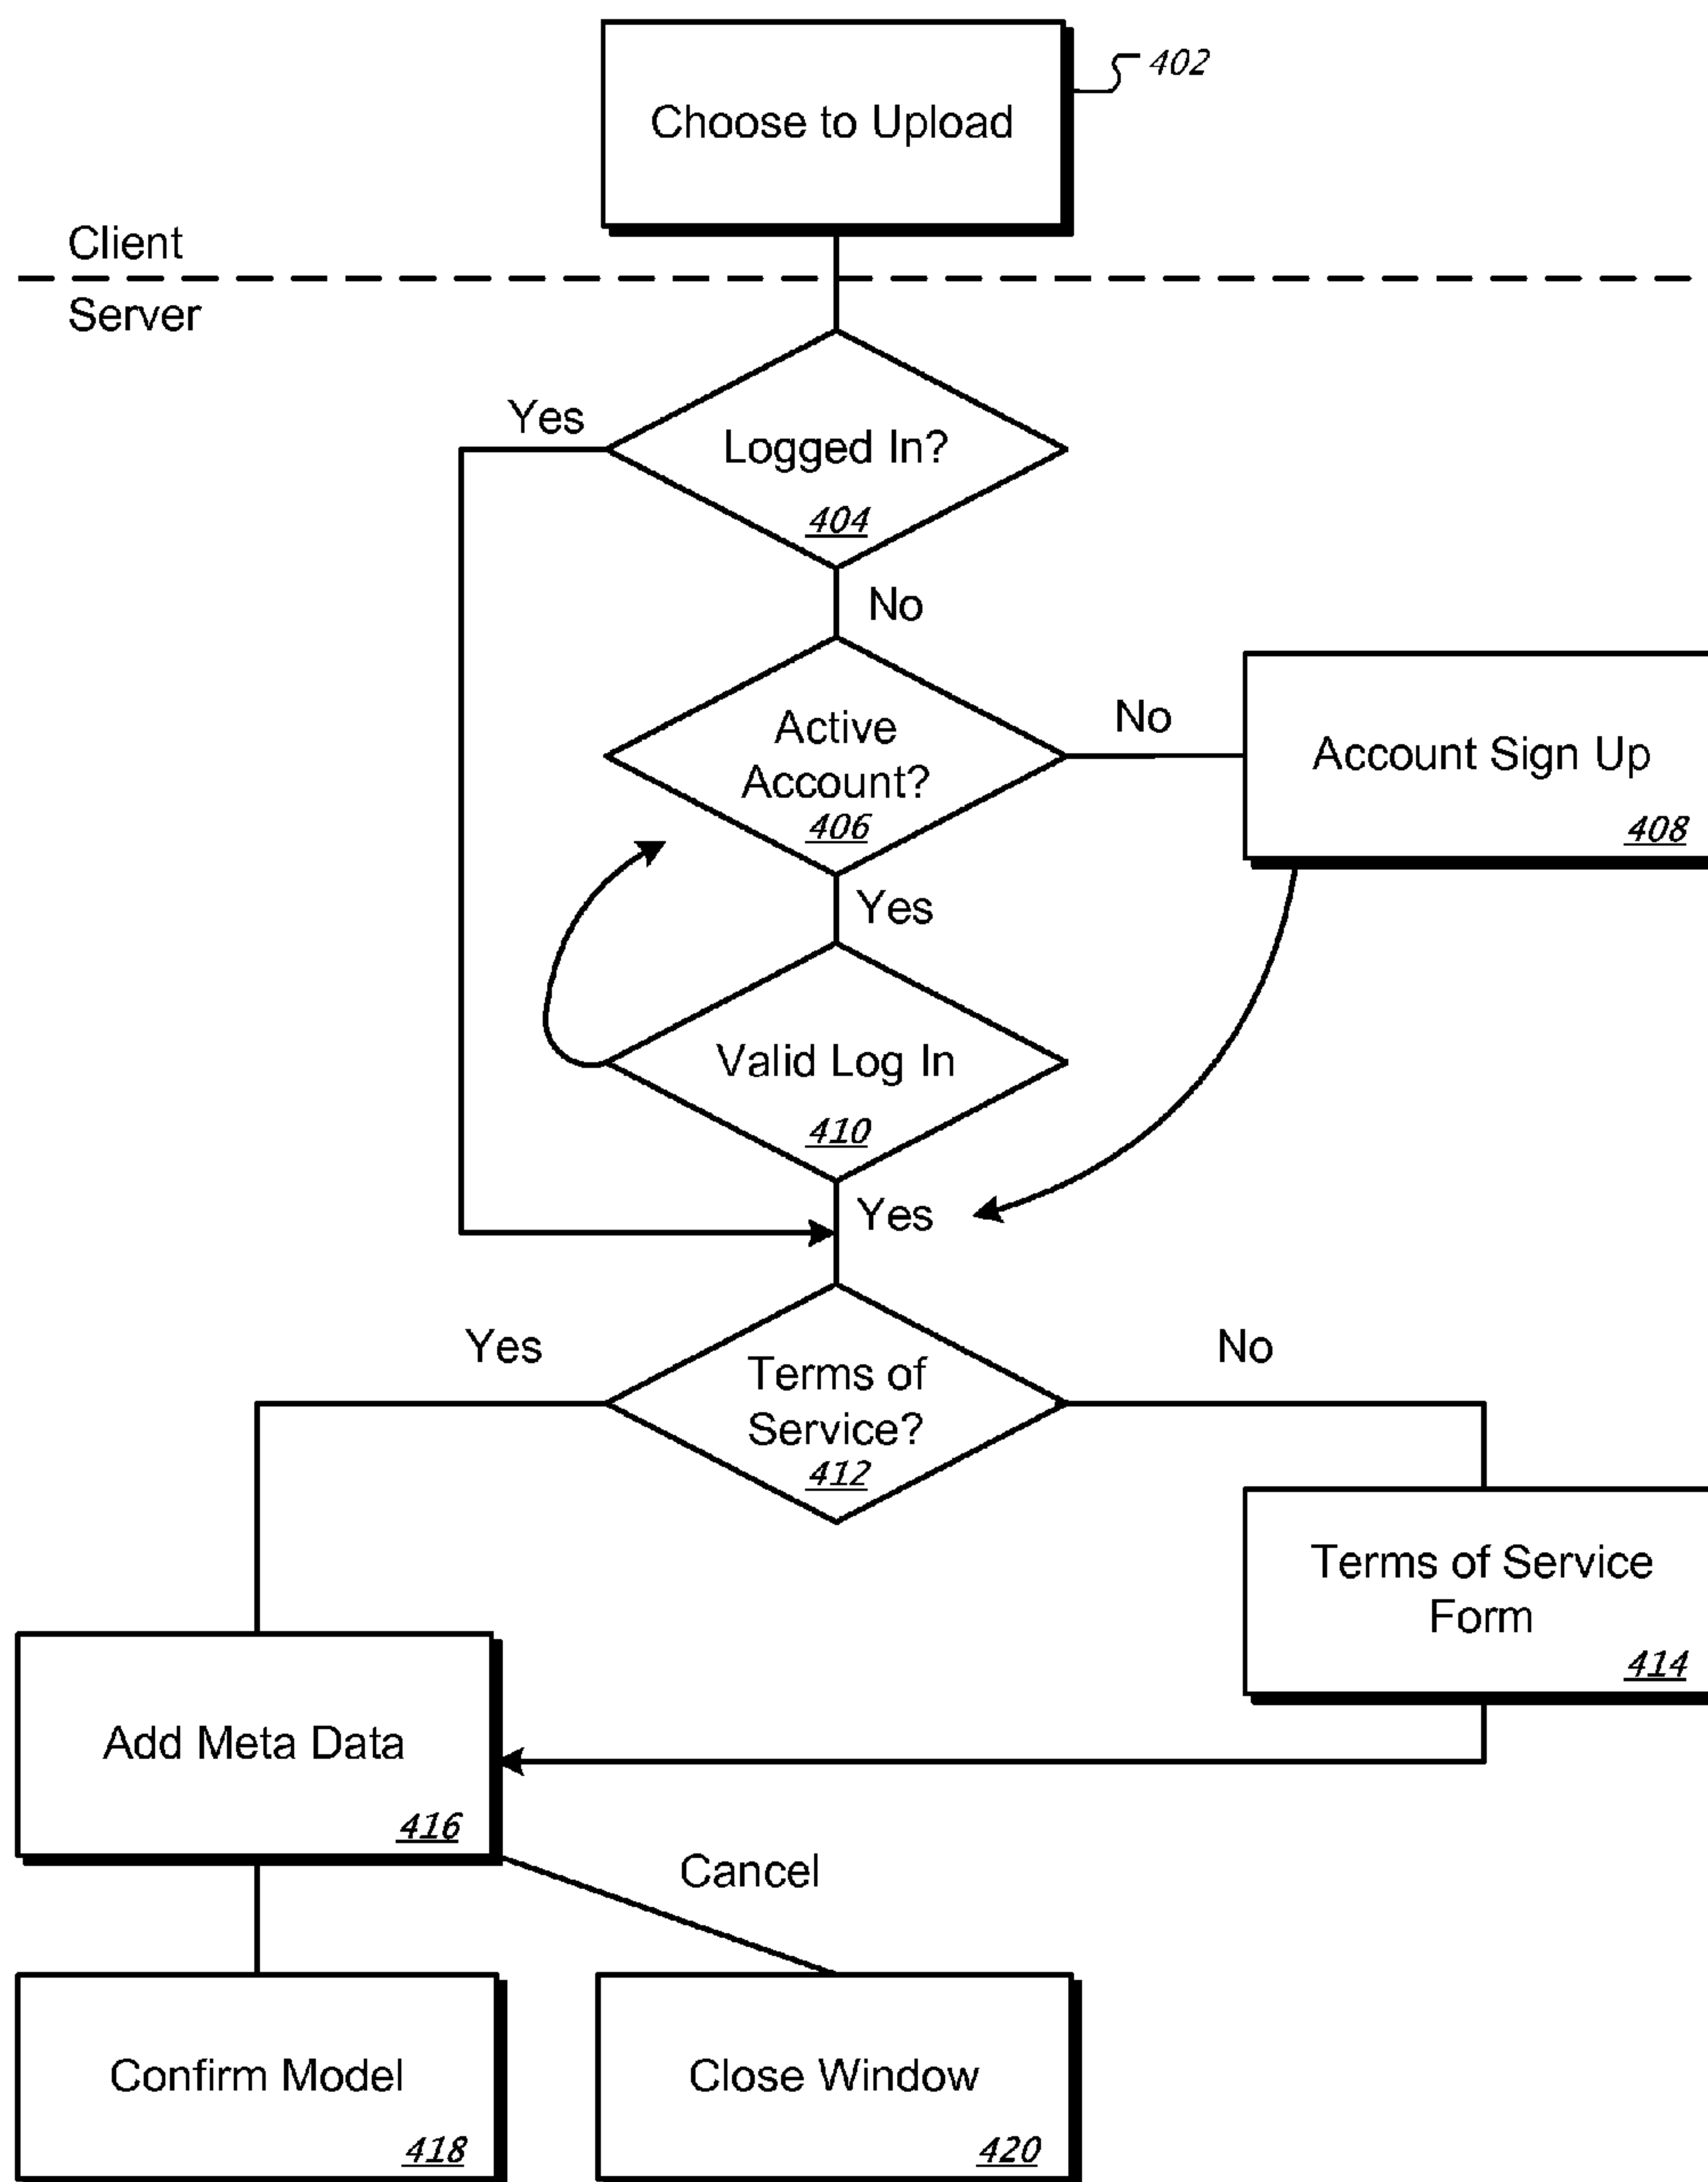 Choose to Upload
402
Client
Server
Yes
Logged In?
404
No
Active
Account?
406
No
Account Sign Up
408
Yes
Valid Log In
410
Yes
Yes
Terms of
Service?
412
No
Terms of Service
Form
414
Add Meta Data
416
Cancel
Confirm Model
418
Close Window
420